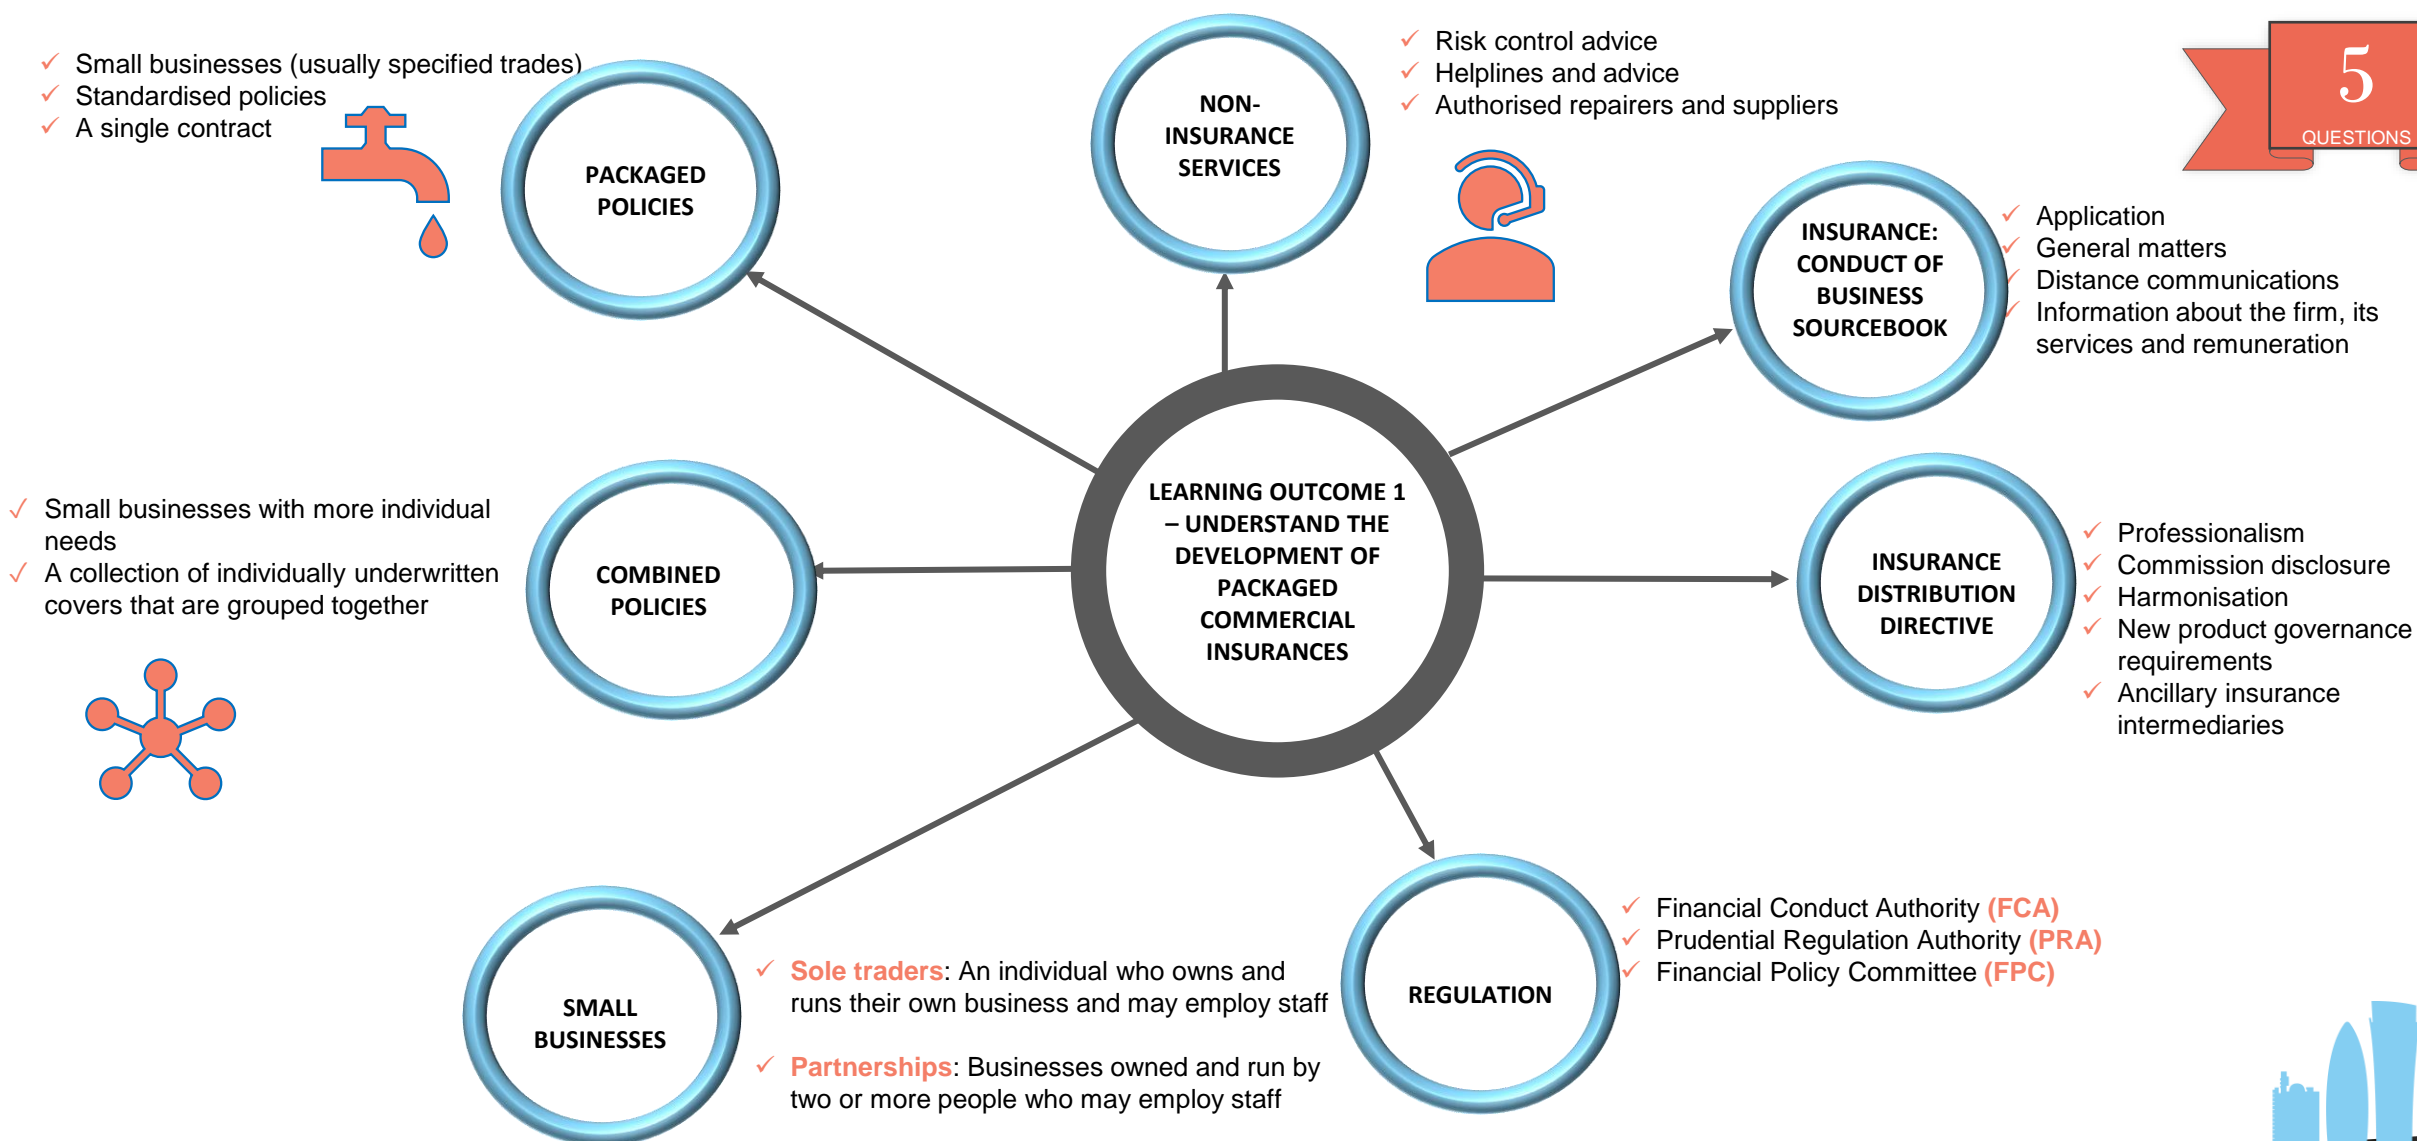 Small businesses (usually specified trades)
Standardised policies
A single contract
PACKAGED
POLICIES
NON-
INSURANCE
SERVICES
Risk control advice
Helplines and advice
Authorised repairers and suppliers
5
QUESTIONS
INSURANCE:
CONDUCT OF
BUSINESS
SOURCEBOOK
Application
General matters
Distance communications
Information about the firm, its
services and remuneration
LEARNING OUTCOME 1
– UNDERSTAND THE
DEVELOPMENT OF
PACKAGED
COMMERCIAL
INSURANCES
Small businesses with more individual
needs
A collection of individually underwritten
covers that are grouped together
COMBINED
POLICIES
INSURANCE
DISTRIBUTION
DIRECTIVE
Professionalism
Commission disclosure
Harmonisation
New product governance
requirements
Ancillary insurance
intermediaries
SMALL
BUSINESSES
Sole traders: An individual who owns and
runs their own business and may employ staff
Partnerships: Businesses owned and run by
two or more people who may employ staff
REGULATION
Financial Conduct Authority (FCA)
Prudential Regulation Authority (PRA)
Financial Policy Committee (FPC)